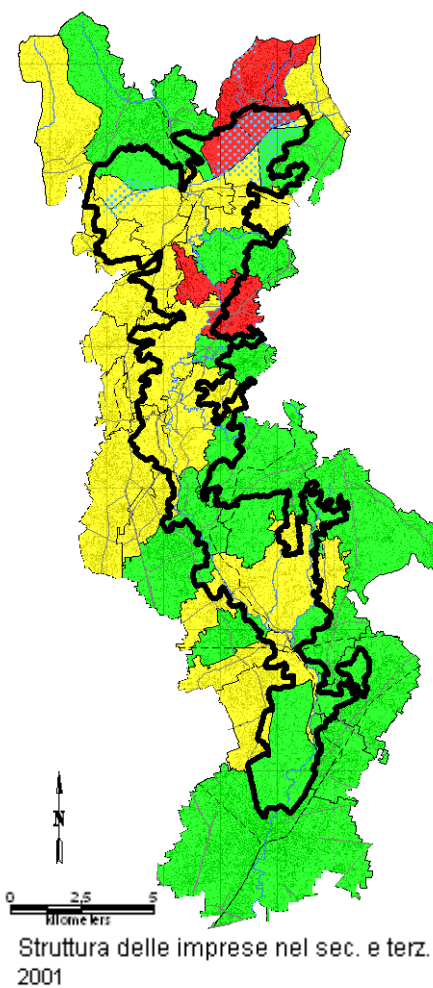 N
0 2,5 5
kilometers
Struttura delle imprese nel sec. e terz.
2001